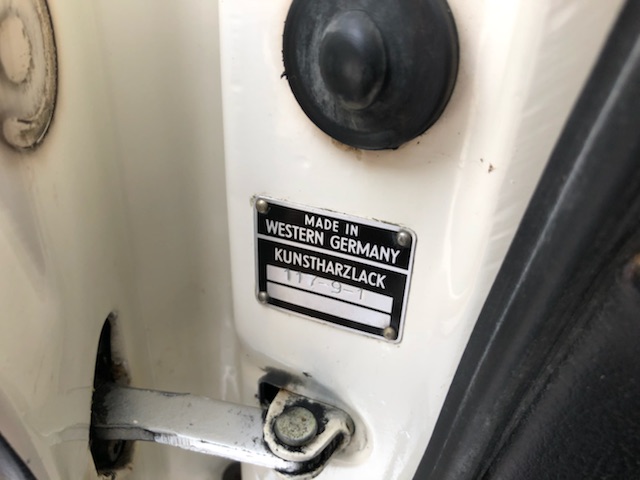 MADE IN
WESTERN GERMANY
KUNSTHARZLACK
117-9-1